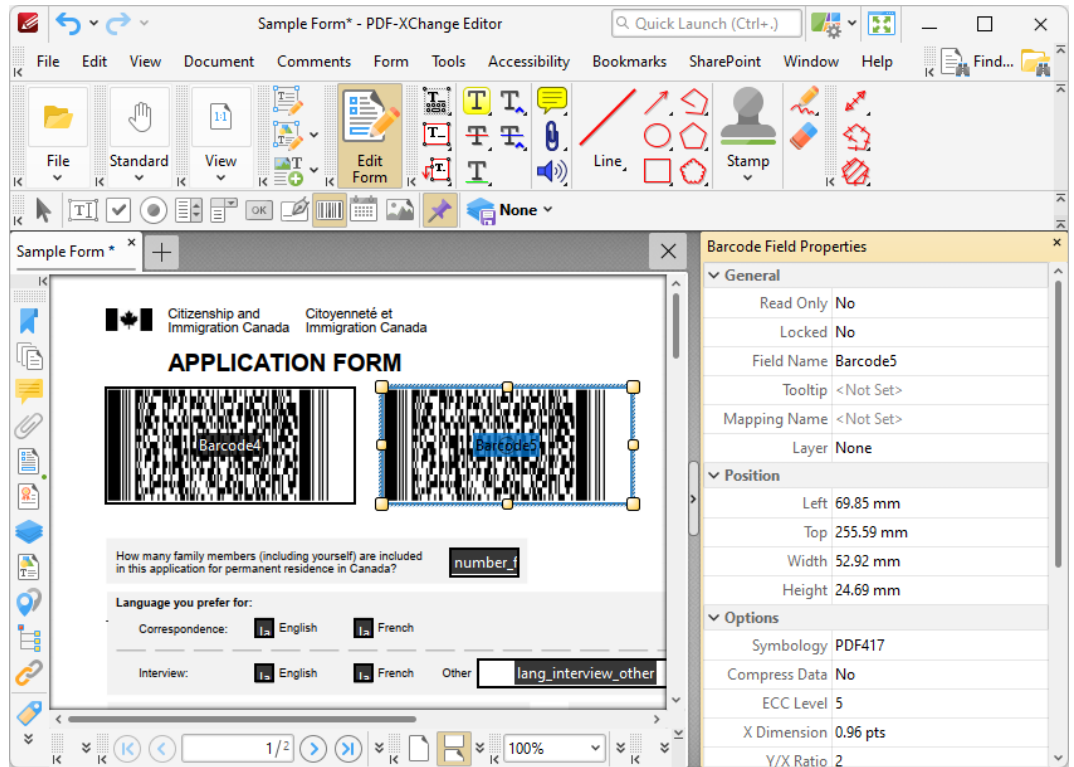 Sample Form* - PDF-XChange Editor
Quick Launch (Ctrl+.)
File Edit View Document Comments Form Tools Accessibility Bookmarks SharePoint Window Help
Find...
1:1
File
Standard
View
Edit
Form
Line
Stamp
OK
None
Sample Form *
Citizenship and
Immigration Canada
Citoyenneté et
Immigration Canada
APPLICATION FORM
Barcode4
Barcode5
How many family members (including yourself) are included
in this application for permanent residence in Canada?
number_f
Language you prefer for:
Correspondence: la English la French
Interview: la English la French Other lang_interview_other
1/2
100%
Barcode Field Properties
General
Read Only No
Locked No
Field Name Barcode5
Tooltip <Not Set>
Mapping Name <Not Set>
Layer None
Position
Left 69.85 mm
Top 255.59 mm
Width 52.92 mm
Height 24.69 mm
Options
Symbology PDF417
Compress Data No
ECC Level 5
X Dimension 0.96 pts
Y/X Ratio 2